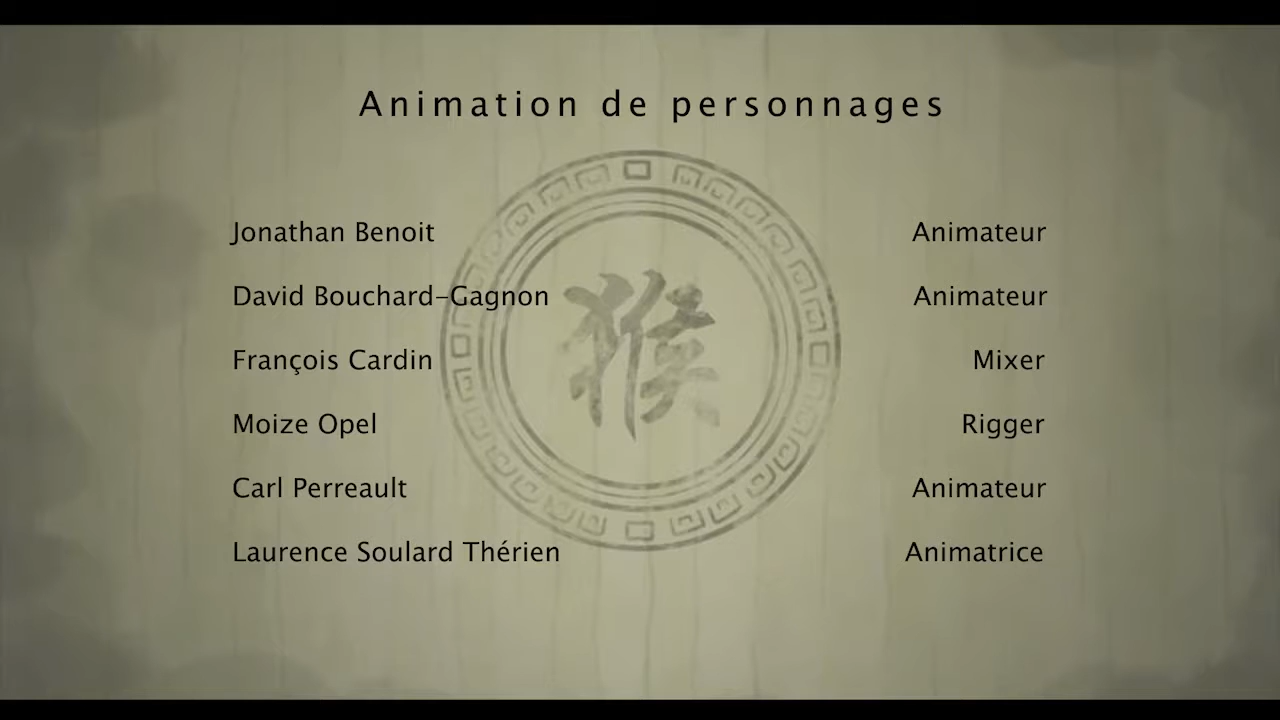 Animation de personnages
Jonathan Benoit Animateur
David Bouchard-Gagnon Animateur
François Cardin Mixer
猴
Moize Opel Rigger
Carl Perreault Animateur
Laurence Soulard Thérien Animatrice